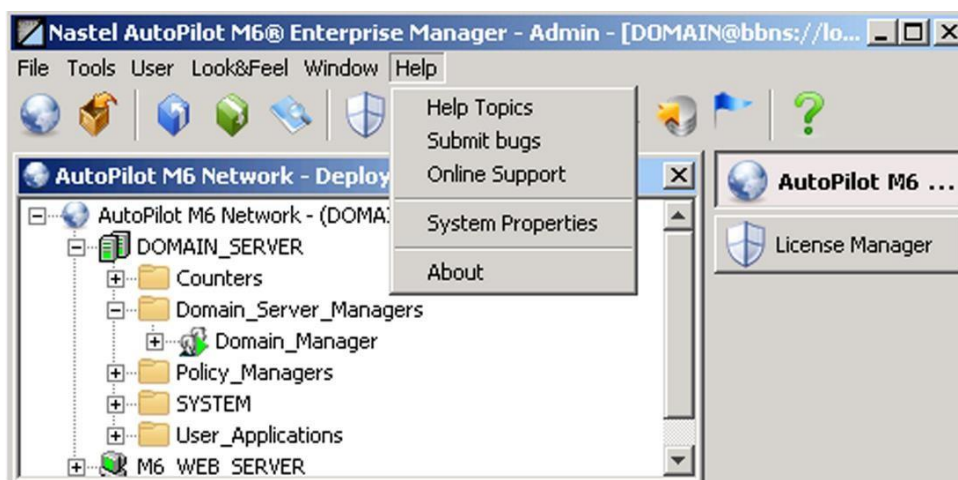 Nastel AutoPilot M6® Enterprise Manager - Admin - [DOMAIN@bbns://lo...
File Tools User Look&Feel Window Help
Help Topics
Submit bugs
Online Support
System Properties
About
AutoPilot M6 Network - Deploy
AutoPilot M6 Network - (DOMA
DOMAIN_SERVER
Counters
Domain_Server_Managers
Domain_Manager
Policy_Managers
SYSTEM
User_Applications
M6_WEB_SERVER
AutoPilot M6 ...
License Manager